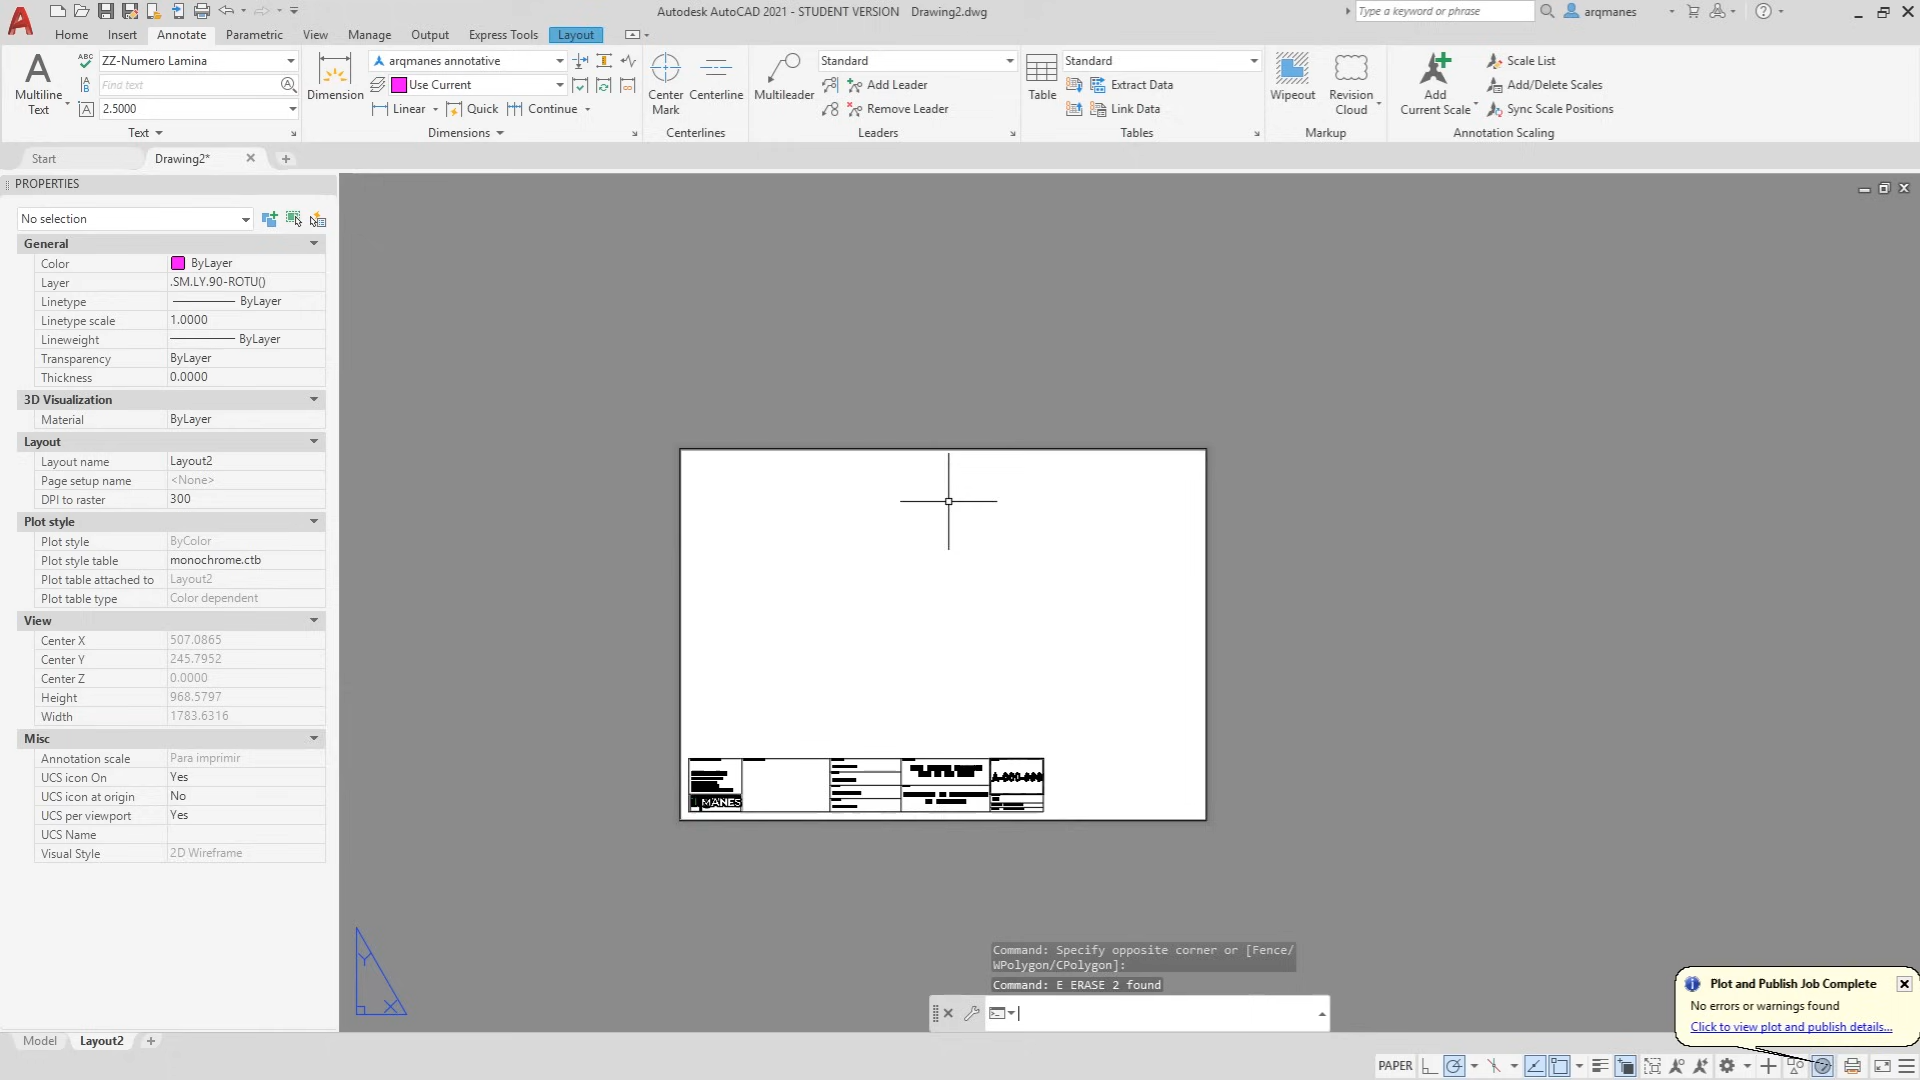 Autodesk AutoCAD 2021 - STUDENT VERSION Drawing2.dwg
Type a keyword or phrase
arqmanes
Home Insert Annotate Parametric View Manage Output Express Tools Layout
Multiline
Text
ABC
ZZ-Numero Lamina
Find text
2.5000
Text
Dimension
arqmanes annotative
Use Current
Linear Quick Continue
Dimensions
Center
Mark
Centerline
Centerlines
Multileader
Standard
Add Leader
Remove Leader
Leaders
Table
Standard
Extract Data
Link Data
Tables
Wipeout
Revision
Cloud
Markup
Add
Current Scale
Scale List
Add/Delete Scales
Sync Scale Positions
Annotation Scaling
Start Drawing2*
PROPERTIES
No selection
General
Color ByLayer
Layer .SM.LY.90-ROTU()
Linetype ByLayer
Linetype scale 1.0000
Lineweight ByLayer
Transparency ByLayer
Thickness 0.0000
3D Visualization
Material ByLayer
Layout
Layout name Layout2
Page setup name <None>
DPI to raster 300
Plot style
Plot style ByColor
Plot style table monochrome.ctb
Plot table attached to Layout2
Plot table type Color dependent
View
Center X 507.0865
Center Y 245.7952
Center Z 0.0000
Height 968.5797
Width 1783.6316
Misc
Annotation scale Para imprimir
UCS icon On Yes
UCS icon at origin No
UCS per viewport Yes
UCS Name
Visual Style 2D Wireframe
A-000-000
MANES
Y
X
Command: Specify opposite corner or [Fence/
WPolygon/CPolygon]:
Command: E ERASE 2 found
Plot and Publish Job Complete
No errors or warnings found
Click to view plot and publish details...
Model Layout2
PAPER